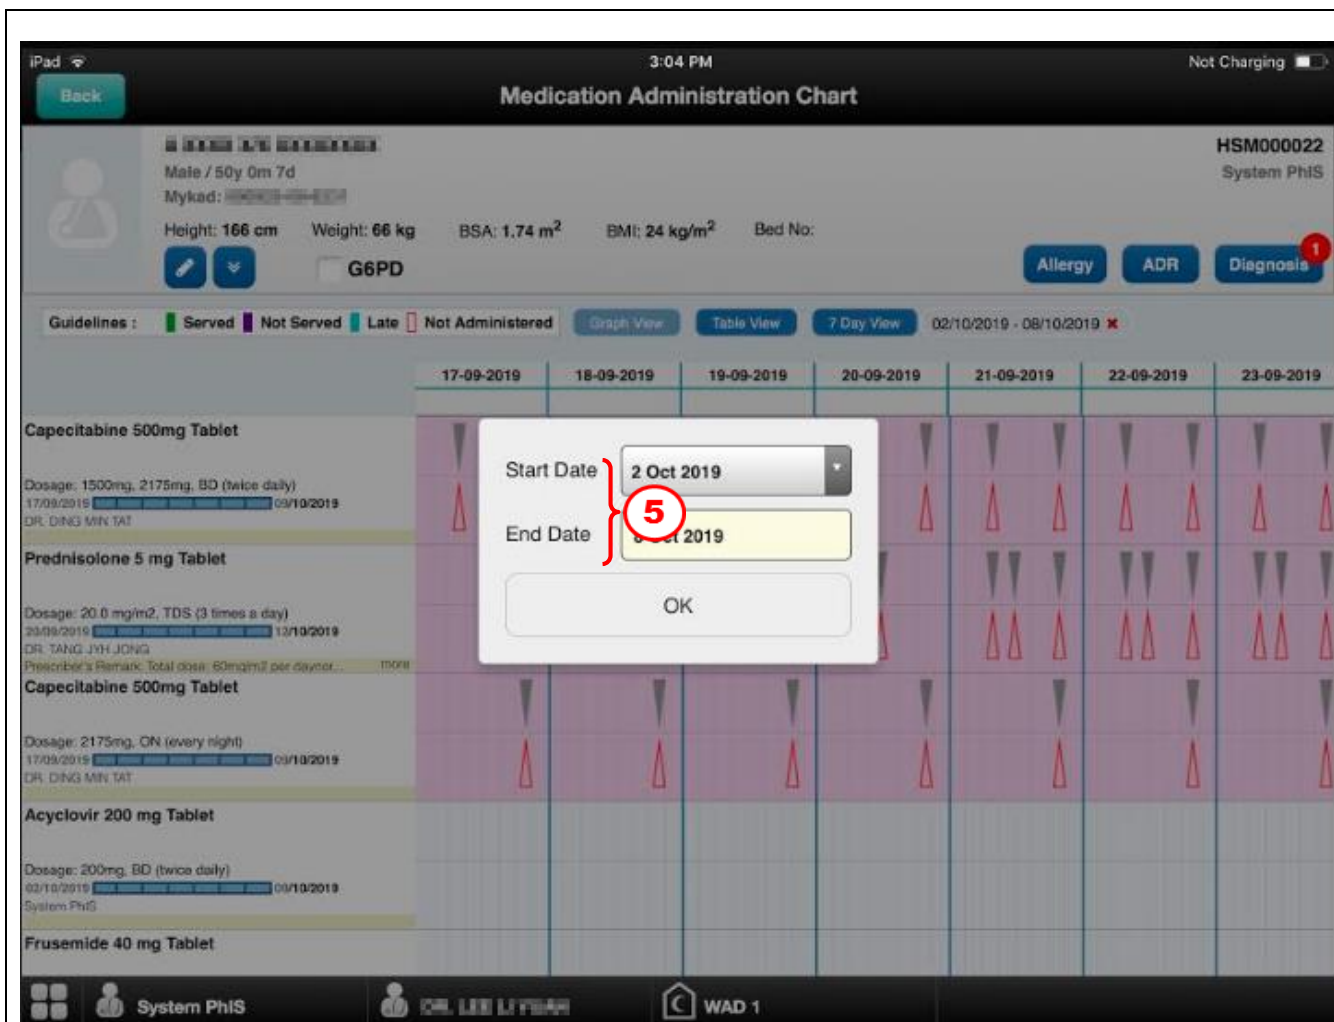 iPad 3:04 PM Not Charging
Back Medication Administration Chart
HSM000022
Male / 50y 0m 7d System PhIS
Mykad:
Height: 166 cm Weight: 66 kg BSA: 1.74 m2 BMI: 24 kg/m2 Bed No:
G6PD Allergy ADR Diagnosis 1
Guidelines : Served Not Served Late Not Administered Graph View Table View 7 Day View 02/10/2019 - 08/10/2019
17-09-2019 18-09-2019 19-09-2019 20-09-2019 21-09-2019 22-09-2019 23-09-2019
Capecitabine 500mg Tablet
Dosage: 1500mg, 2175mg, BD (twice daily)
17/09/2019 09/10/2019
DR. DING MIN TAT
Start Date 2 Oct 2019
5
End Date Oct 2019
OK
Prednisolone 5 mg Tablet
Dosage: 20.0 mg/m2, TDS (3 times a day)
12/10/2019
DR. TANG JYH JONG
Prescriber's Remark: Total dose: 60mg/m2 per day... more
Capecitabine 500mg Tablet
Dosage: 2175mg, ON (every night)
17/09/2019 09/10/2019
DR. DING MIN TAT
Acyclovir 200 mg Tablet
Dosage: 200mg, BD (twice daily)
02/10/2019 09/10/2019
System PhIS
Frusemide 40 mg Tablet
System PhIS WAD 1